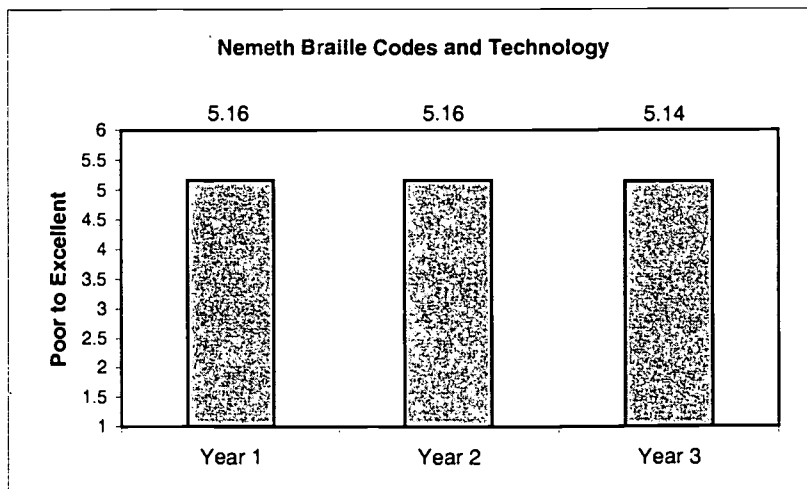 Nemeth Braille Codes and Technology
5.16 5.16 5.14
Poor to Excellent
6
5.5
5
4.5
4
3.5
3
2.5
2
1.5
1
Year 1 Year 2 Year 3